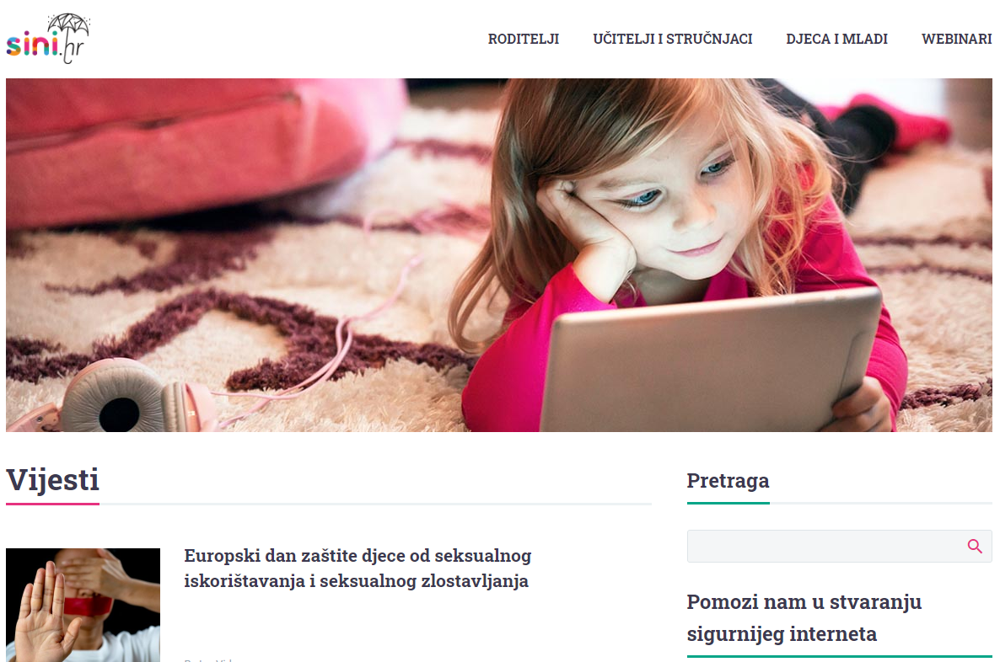 sini.hr
RODITELJI
UČITELJI I STRUČNJACI
DJECA I MLADI
WEBINARI
Vijesti
Europski dan zaštite djece od seksualnog
iskorištavanja i seksualnog zlostavljanja
Pretraga
Pomozi nam u stvaranju
sigurnijeg interneta